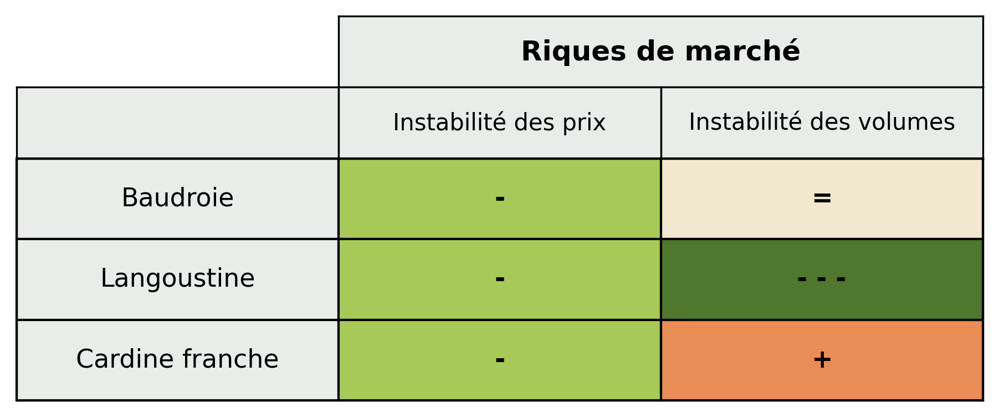 Riques de marché
Instabilité des prix Instabilité des volumes
Baudroie - =
Langoustine - - - -
Cardine franche - +